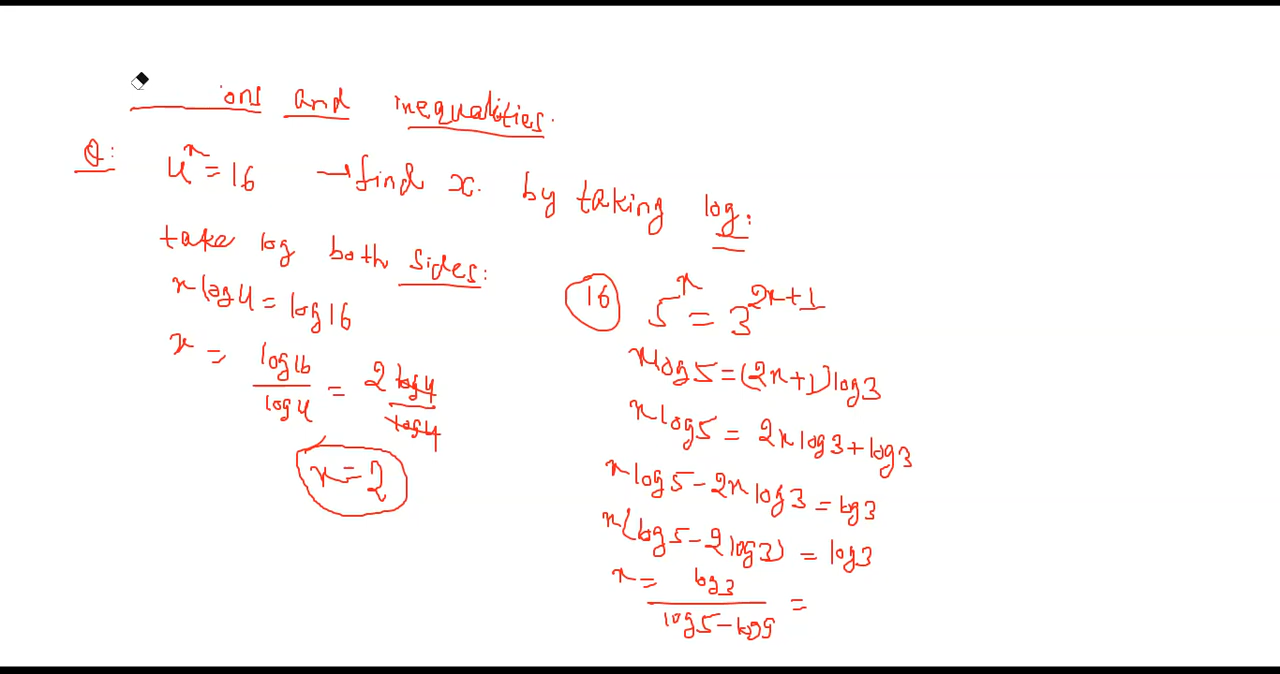 ons and inequalities.
Q: 4^x = 16 → find x. by taking log:
take log both sides:
x log 4 = log 16
x = log 16 / log 4 = 2 log 4 / log 4
x = 2
16 5^x = 3^(2x+1)
x log 5 = (2x+1) log 3
x log 5 = 2x log 3 + log 3
x log 5 - 2x log 3 = log 3
x (log 5 - 2 log 3) = log 3
x = log 3 / log 5 - log 9 =